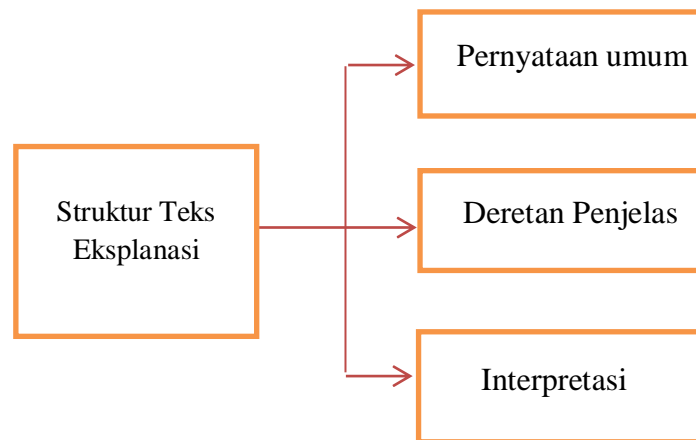 Pernyataan umum
Struktur Teks
Eksplanasi
Deretan Penjelas
Interpretasi